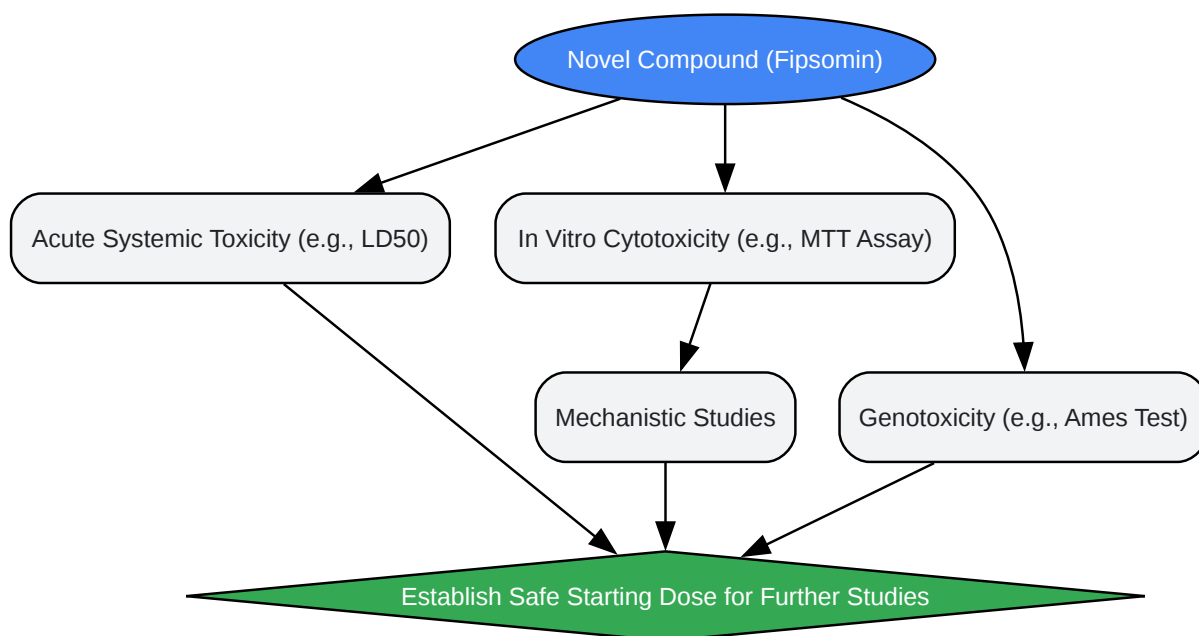 Novel Compound (Fipsomin)
Acute Systemic Toxicity (e.g., LD50)
In Vitro Cytotoxicity (e.g., MTT Assay)
Mechanistic Studies
Genotoxicity (e.g., Ames Test)
Establish Safe Starting Dose for Further Studies